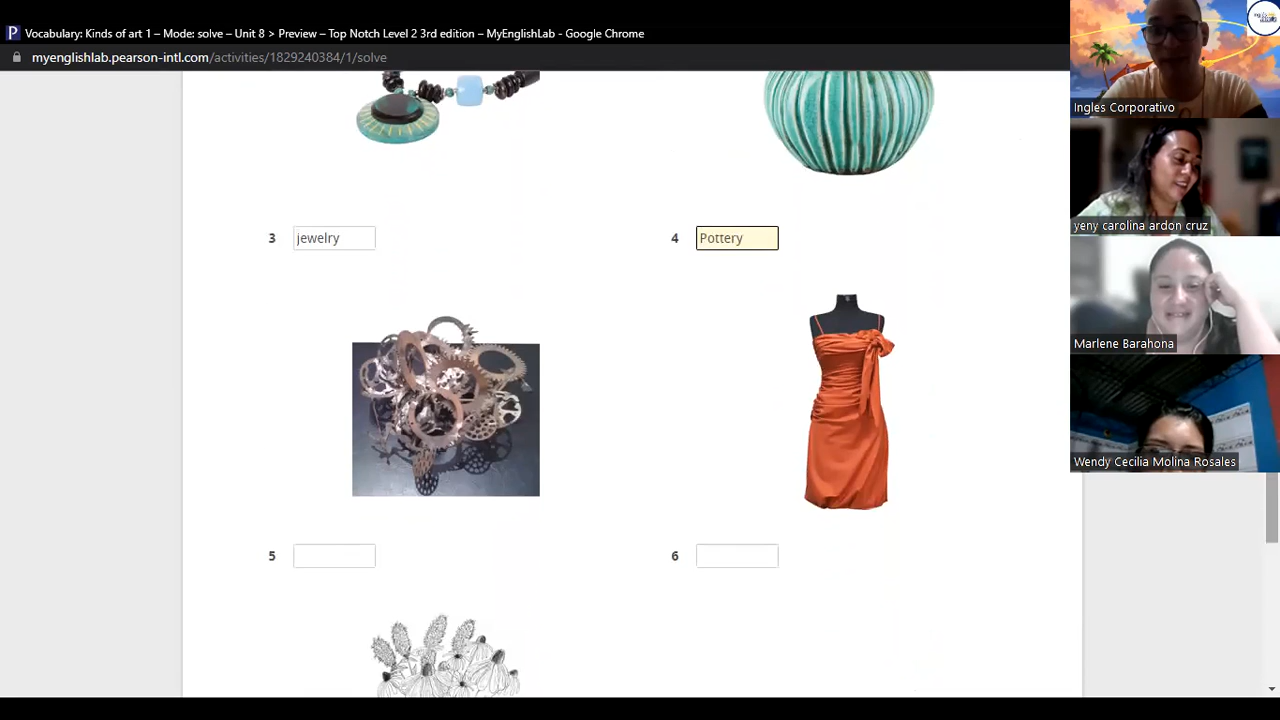 Vocabulary: Kinds of art 1 – Mode: solve – Unit 8 > Preview – Top Notch Level 2 3rd edition – MyEnglishLab - Google Chrome
myenglishlab.pearson-intl.com/activities/1829240384/1/solve
Ingles Corporativo
yeny carolina ardon cruz
3 jewelry
4 Pottery
Marlene Barahona
Wendy Cecilia Molina Rosales
5
6